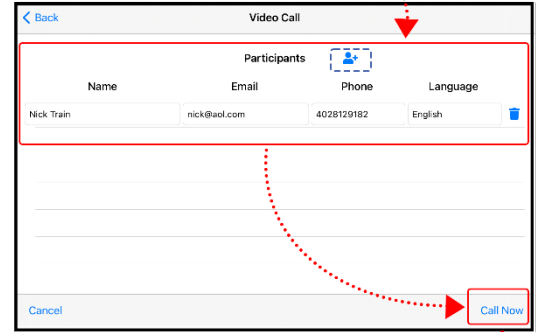 Back Video Call
Participants
Name Email Phone Language
Nick Train nick@aol.com 4028129182 English
Cancel Call Now